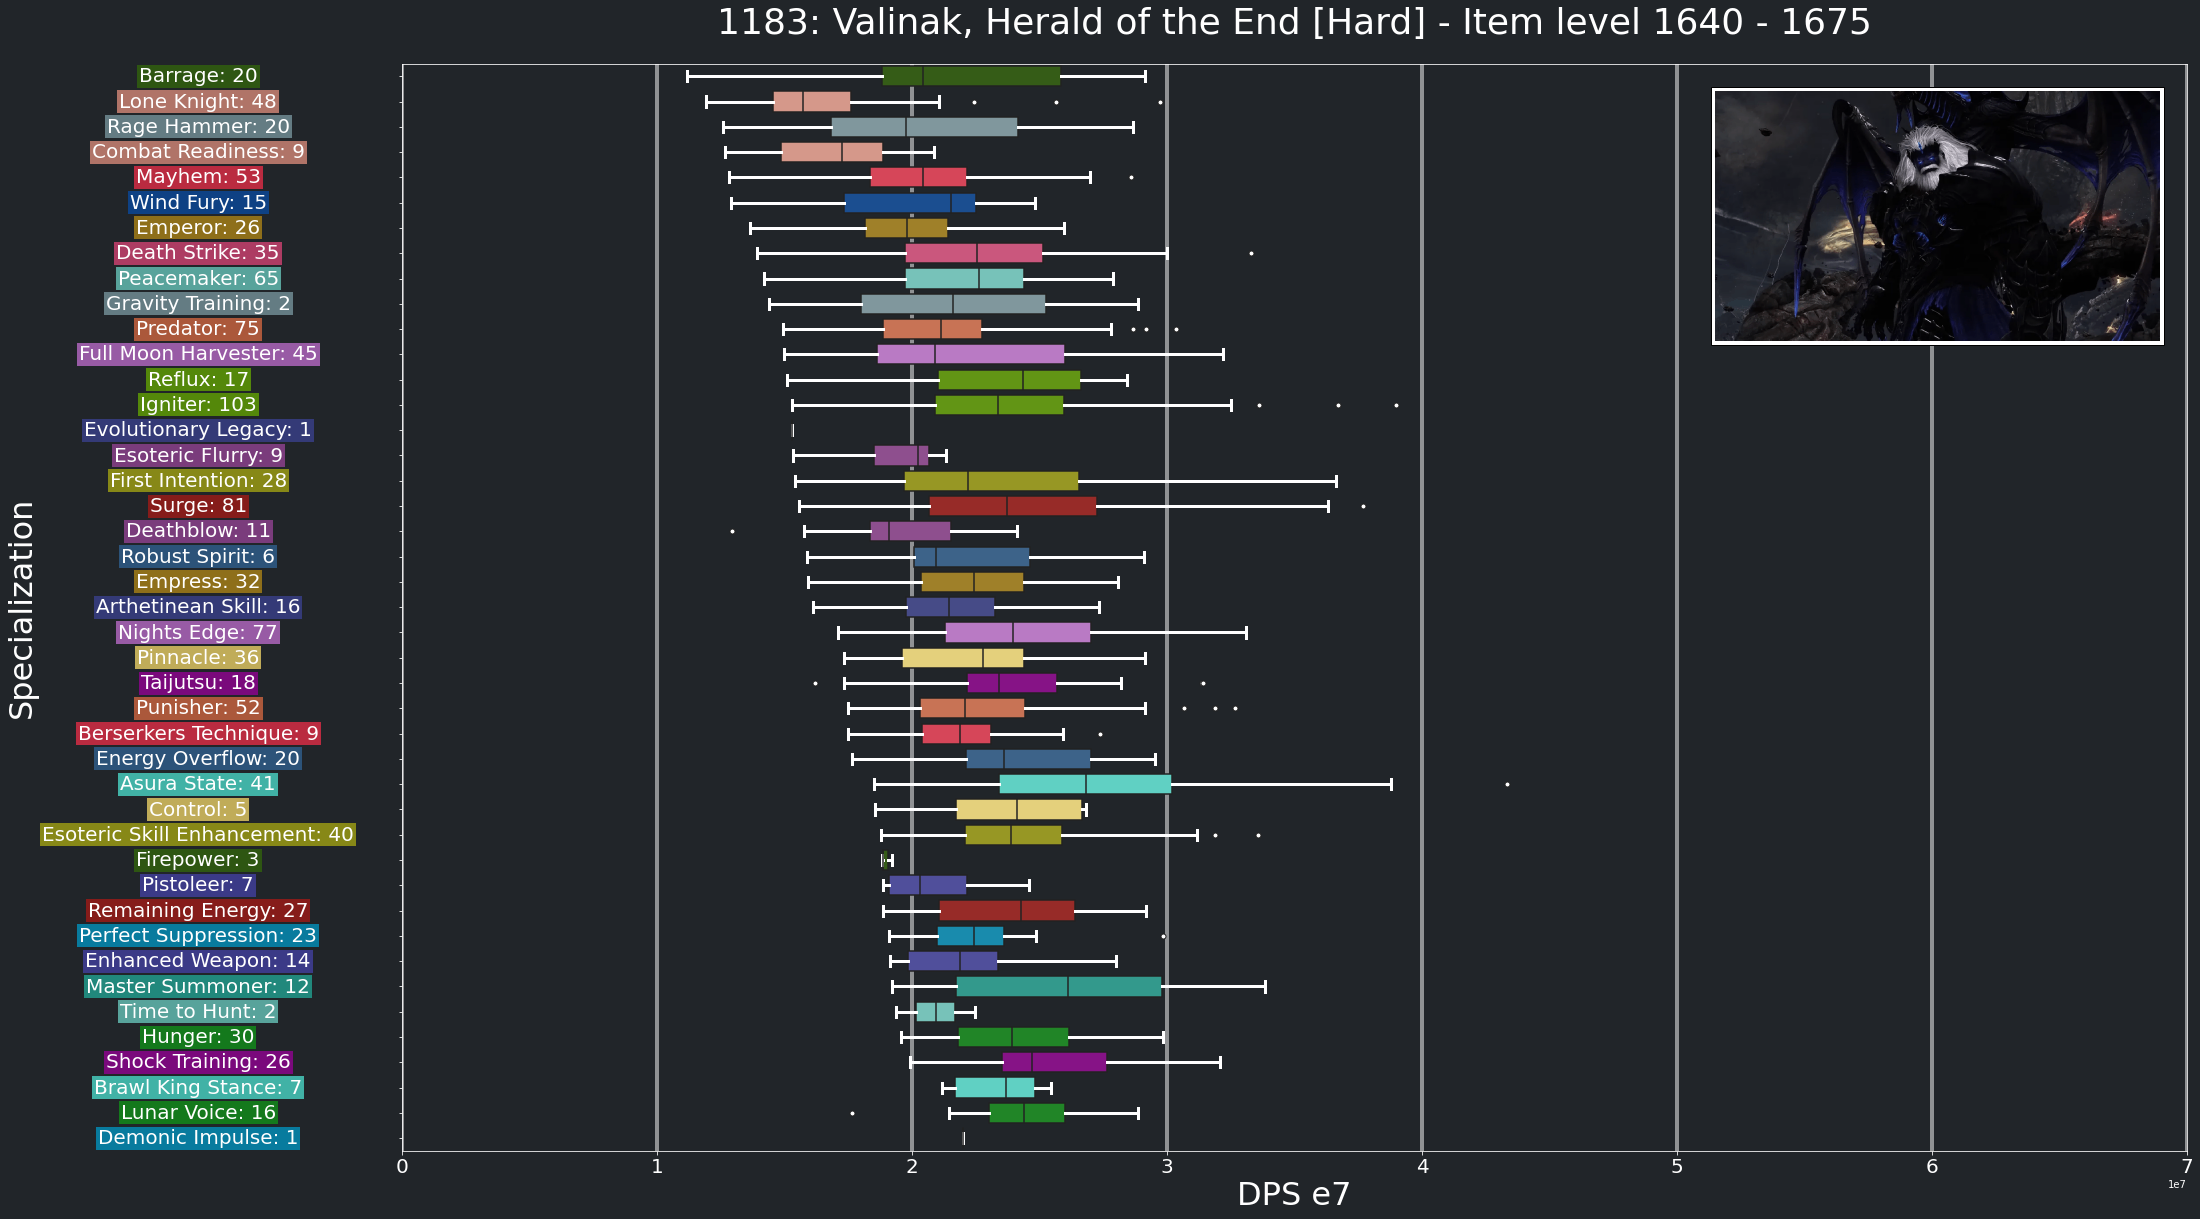 1183: Valinak, Herald of the End [Hard] - Item level 1640 - 1675
Barrage: 20
Lone Knight: 48
Rage Hammer: 20
Combat Readiness: 9
Mayhem: 53
Wind Fury: 15
Emperor: 26
Death Strike: 35
Peacemaker: 65
Gravity Training: 2
Predator: 75
Full Moon Harvester: 45
Reflux: 17
Igniter: 103
Evolutionary Legacy: 1
Esoteric Flurry: 9
First Intention: 28
Surge: 81
Deathblow: 11
Robust Spirit: 6
Empress: 32
Arthetinean Skill: 16
Nights Edge: 77
Pinnacle: 36
Taijutsu: 18
Punisher: 52
Berserkers Technique: 9
Energy Overflow: 20
Asura State: 41
Control: 5
Esoteric Skill Enhancement: 40
Firepower: 3
Pistoleer: 7
Remaining Energy: 27
Perfect Suppression: 23
Enhanced Weapon: 14
Master Summoner: 12
Time to Hunt: 2
Hunger: 30
Shock Training: 26
Brawl King Stance: 7
Lunar Voice: 16
Demonic Impulse: 1
Specialization
0 1 2 3 4 5 6 7
1e7
DPS e7